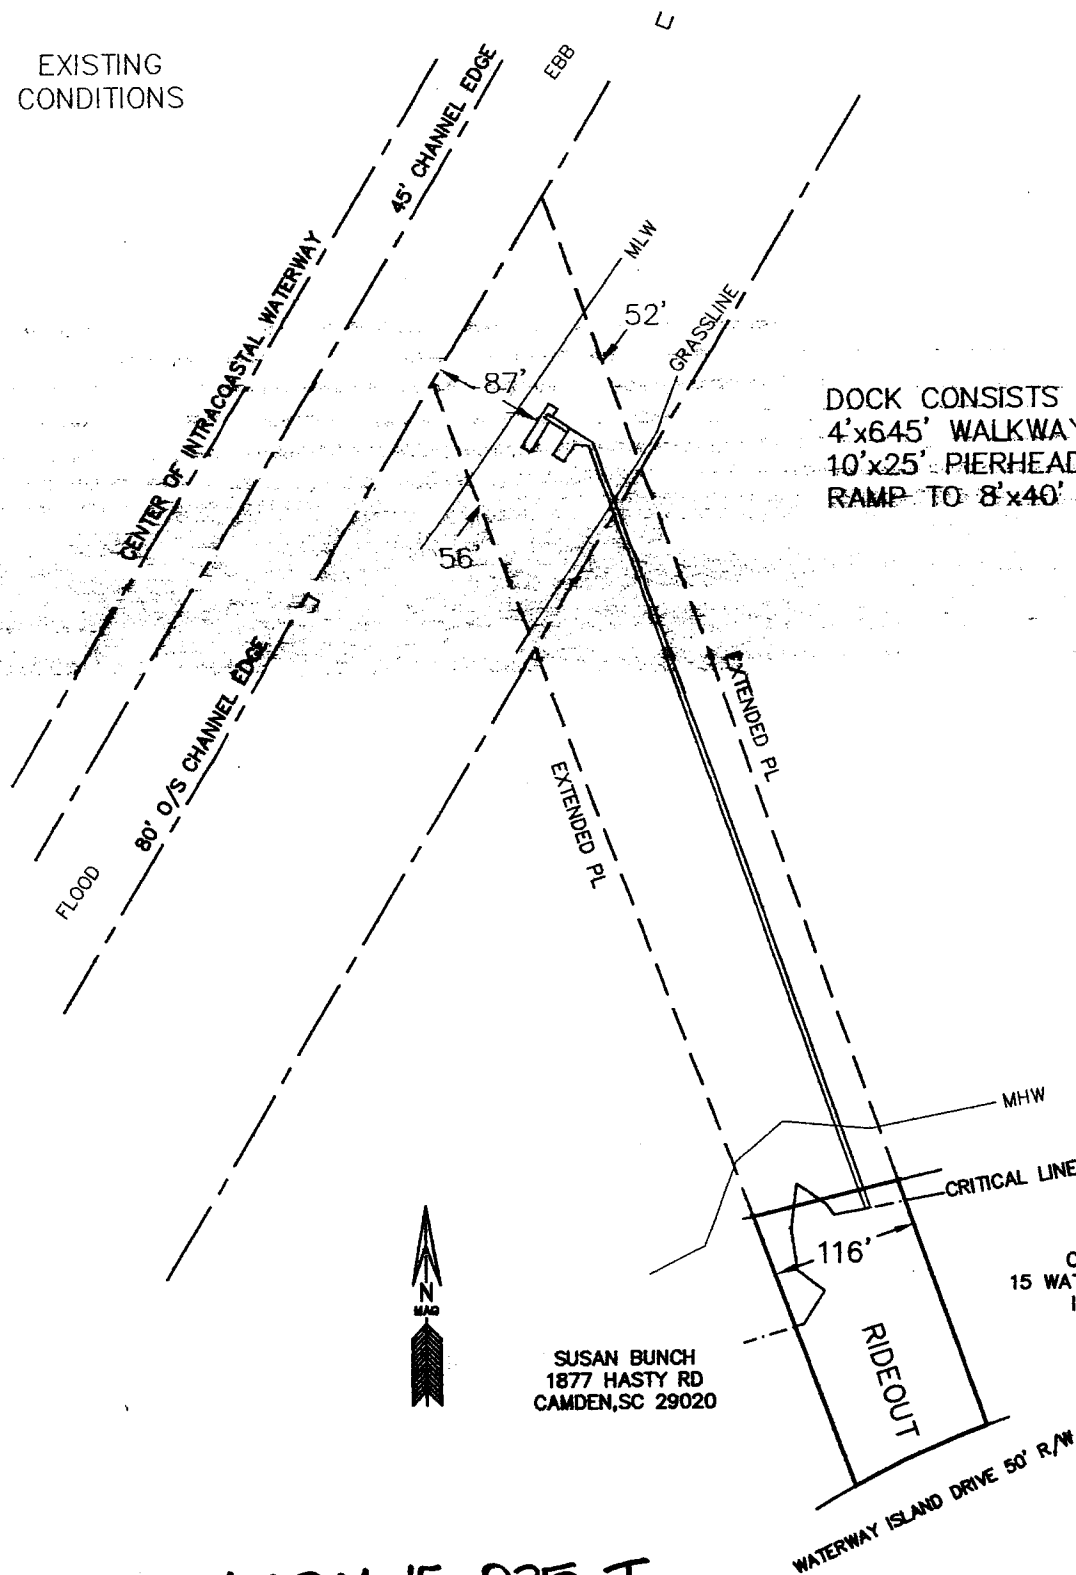 EXISTING
CONDITIONS
45' CHANNEL EDGE
EBB
CENTER OF INTRACOASTAL WATERWAY
MLW
52'
GRASSLINE
87'
DOCK CONSISTS
4'x645' WALKWAY
10'x25' PIERHEAD
RAMP TO 8'x40'
56'
80' O/S CHANNEL EDGE
FLOOD
EXTENDED PL
EXTENDED PL
MHW
CRITICAL LINE
116'
15 WAT
N
MAG
SUSAN BUNCH
1877 HASTY RD
CAMDEN,SC 29020
RIDEOUT
WATERWAY ISLAND DRIVE 50' R/W